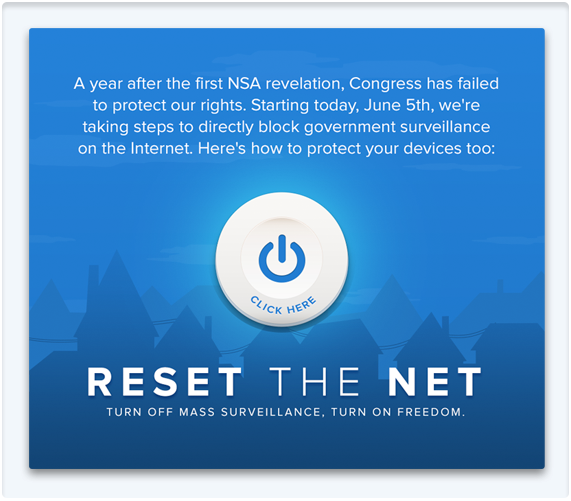 A year after the first NSA revelation, Congress has failed
to protect our rights. Starting today, June 5th, we're
taking steps to directly block government surveillance
on the Internet. Here's how to protect your devices too:
CLICK HERE
RESET THE NET
TURN OFF MASS SURVEILLANCE, TURN ON FREEDOM.